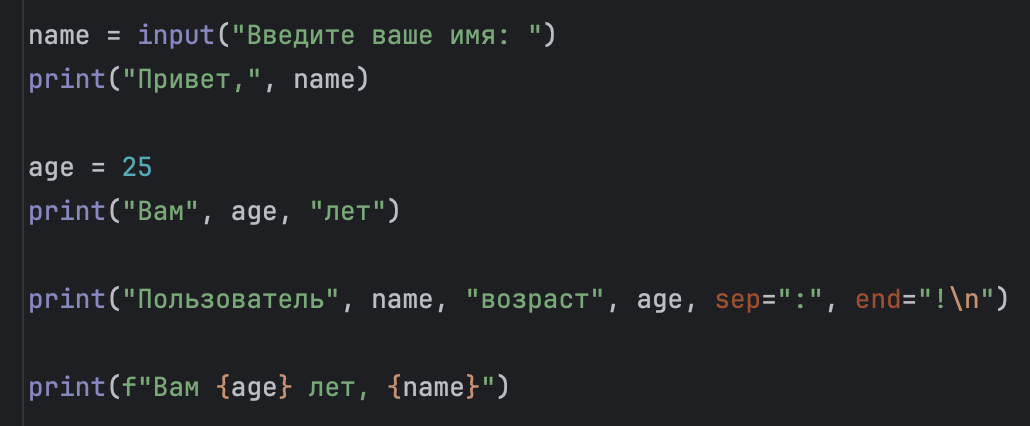 name = input("Введите ваше имя: ")
print("Привет,", name)
age = 25
print("Вам", age, "лет")
print("Пользователь", name, "возраст", age, sep=":", end="!\n")
print(f"Вам {age} лет, {name}")